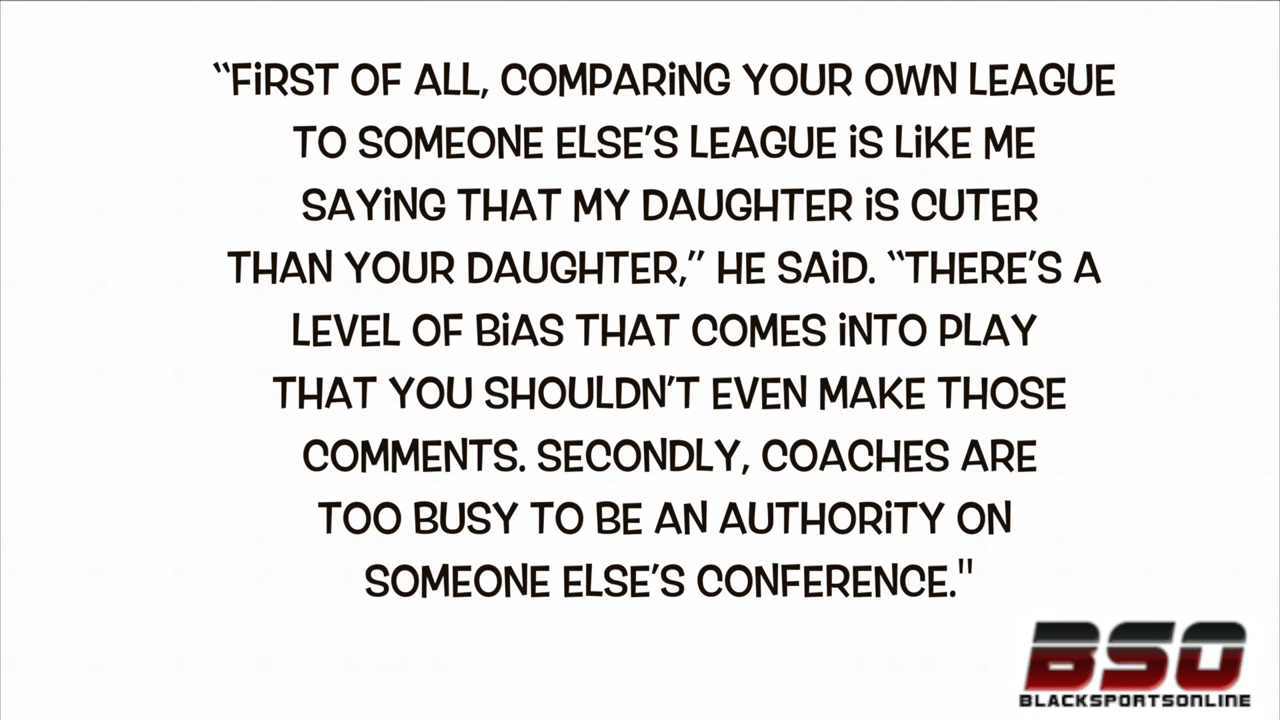 “FiRST OF ALL, COMPARiNG YOUR OWN LEAGUE
TO SOMEONE ELSE’S LEAGUE iS LiKE ME
SAYiNG THAT MY DAUGHTER iS CUTER
THAN YOUR DAUGHTER,” HE SAiD. “THERE’S A
LEVEL OF BiAS THAT COMES iNTO PLAY
THAT YOU SHOULDN’T EVEN MAKE THOSE
COMMENTS. SECONDLY, COACHES ARE
TOO BUSY TO BE AN AUTHORiTY ON
SOMEONE ELSE’S CONFERENCE."
BSO
BLACKSPORTSONLINE